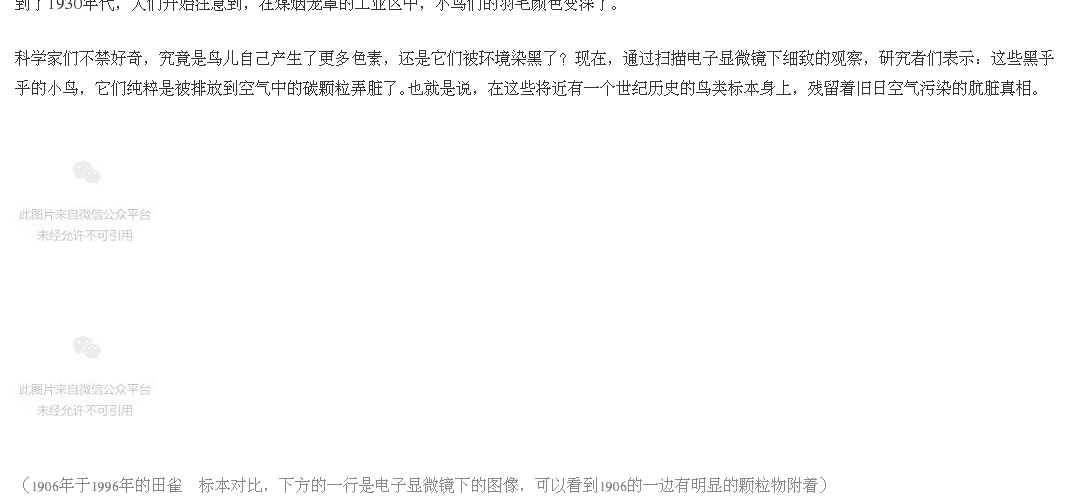 到了1930年代，人们开始注意到，在煤烟笼罩的工业区中，小鸟们的羽毛颜色变深了。
科学家们不禁好奇，究竟是鸟儿自己产生了更多色素，还是它们被环境染黑了？现在，通过扫描电子显微镜下细致的观察，研究者们表示：这些黑乎
乎的小鸟，它们纯粹是被排放到空气中的碳颗粒弄脏了。也就是说，在这些将近有一个世纪历史的鸟类标本身上，残留着旧日空气污染的肮脏真相。
此图片来自微信公众平台
未经允许不可引用
此图片来自微信公众平台
未经允许不可引用
（1906年于1996年的田雀　标本对比，下方的一行是电子显微镜下的图像，可以看到1906的一边有明显的颗粒物附着）